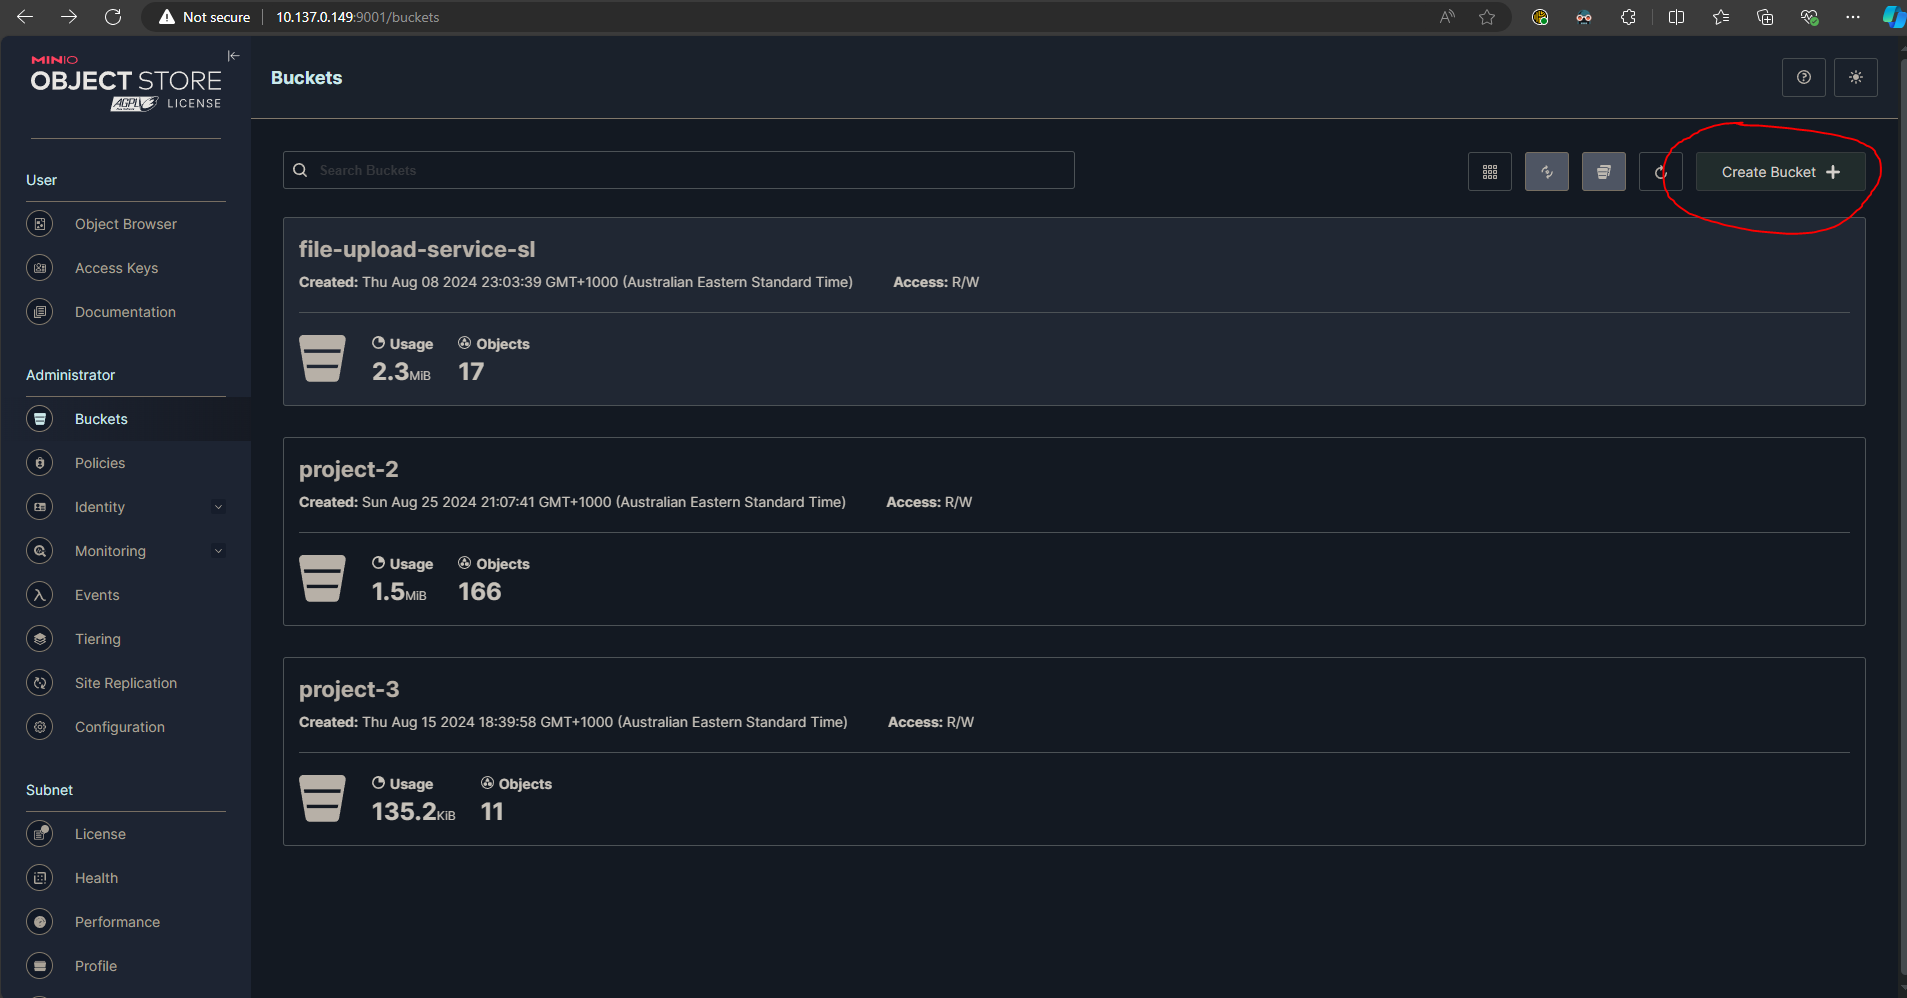 Not secure 10.137.0.149:9001/buckets
MINIO
OBJECT STORE
AGPL v3 LICENSE
Buckets
User
Object Browser
Access Keys
Documentation
Administrator
Buckets
Policies
Identity
Monitoring
Events
Tiering
Site Replication
Configuration
Subnet
License
Health
Performance
Profile
Search Buckets
Create Bucket +
file-upload-service-sl
Created: Thu Aug 08 2024 23:03:39 GMT+1000 (Australian Eastern Standard Time) Access: R/W
Usage Objects
2.3MiB 17
project-2
Created: Sun Aug 25 2024 21:07:41 GMT+1000 (Australian Eastern Standard Time) Access: R/W
Usage Objects
1.5MiB 166
project-3
Created: Thu Aug 15 2024 18:39:58 GMT+1000 (Australian Eastern Standard Time) Access: R/W
Usage Objects
135.2KiB 11